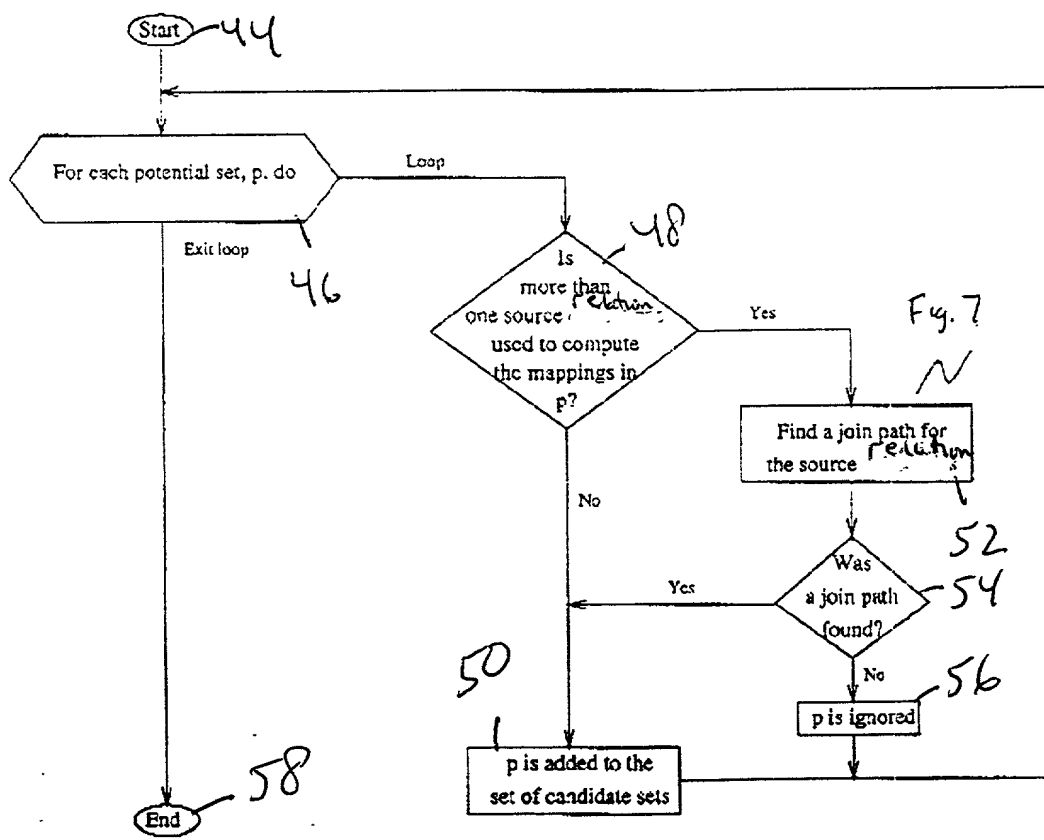 Start
44
For each potential set, p. do
Loop
46
Exit loop
48
Is
more than
one source relation
used to compute
the mappings in
p?
Yes
Fig. 7
Find a join path for
the source relation
52
No
Was
a join path
found?
54
Yes
No
56
p is ignored
50
p is added to the
set of candidate sets
58
End